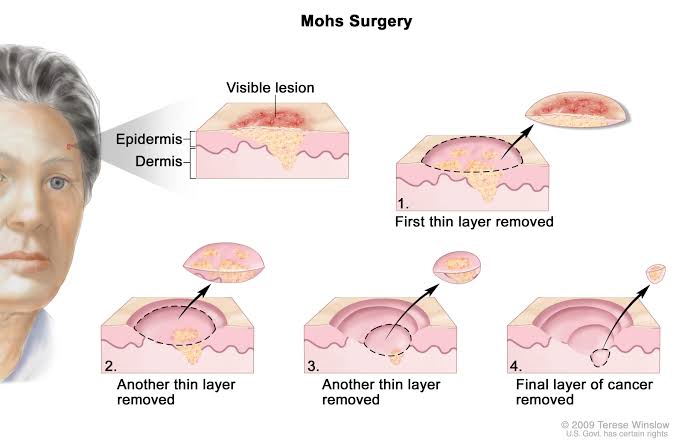 Mohs Surgery
Visible lesion
Epidermis
Dermis
1.
First thin layer removed
2.
Another thin layer
removed
3.
Another thin layer
removed
4.
Final layer of cancer
removed
© 2009 Terese Winslow
U.S. Govt. has certain rights